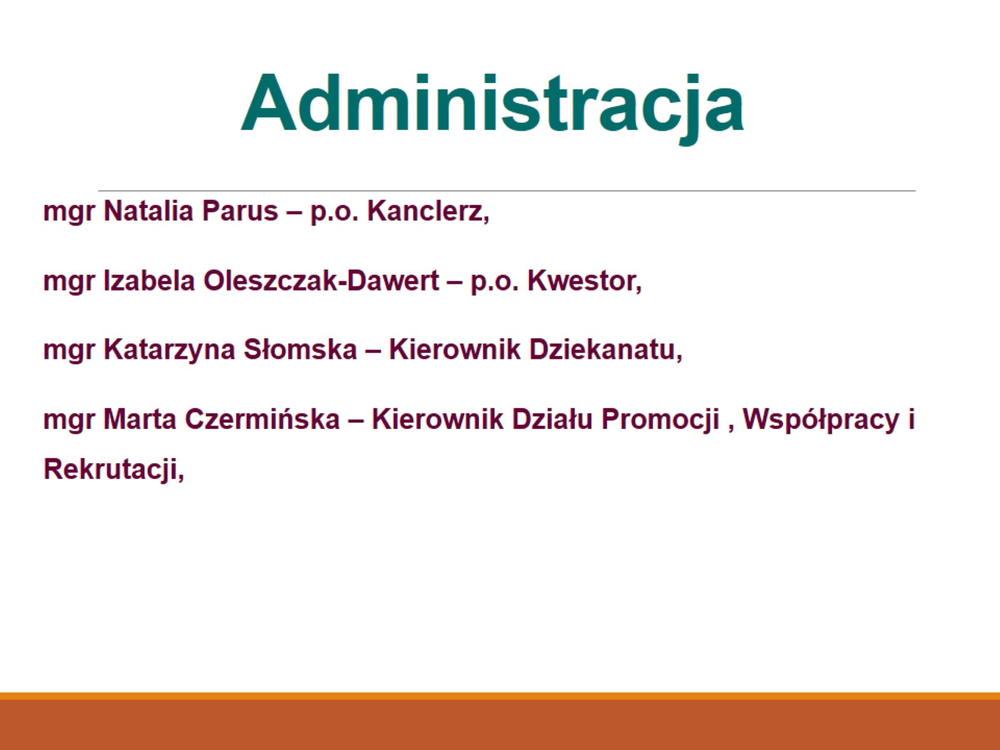 Administracja
mgr Natalia Parus – p.o. Kanclerz,
mgr Izabela Oleszczak-Dawert – p.o. Kwestor,
mgr Katarzyna Słomska – Kierownik Dziekanatu,
mgr Marta Czermińska – Kierownik Działu Promocji , Współpracy i
Rekrutacji,